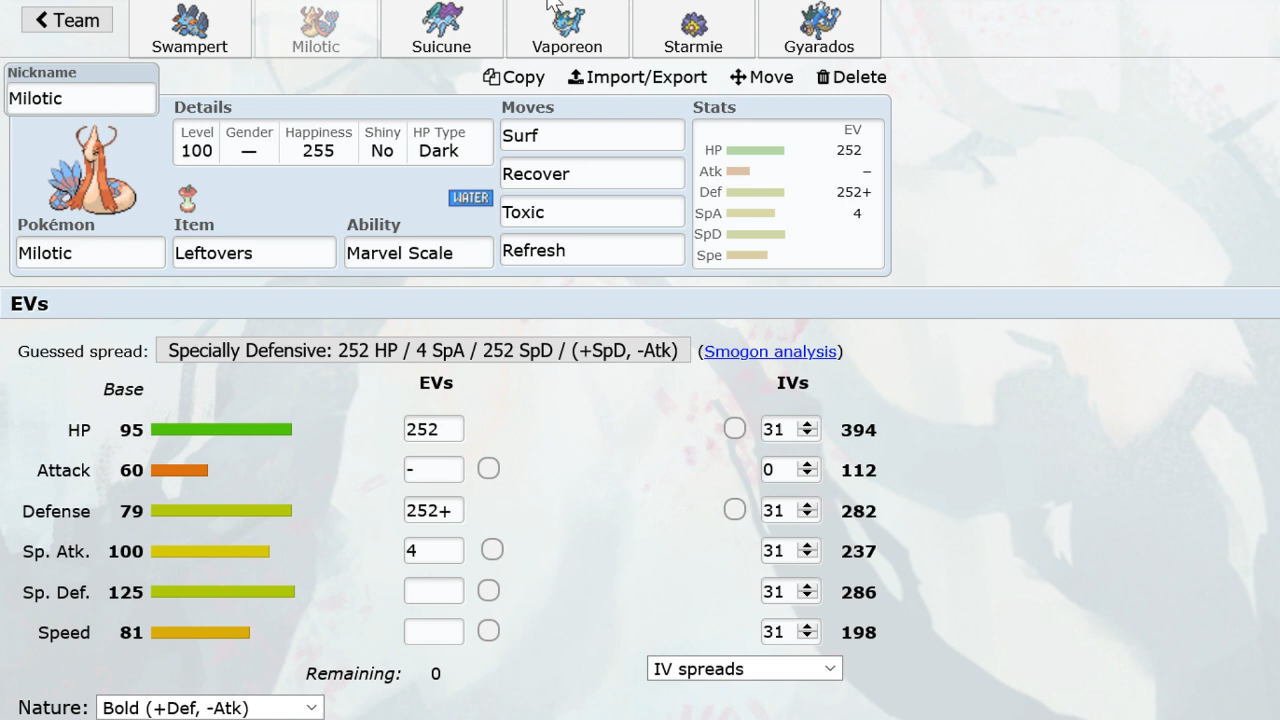 Team
Swampert
Milotic
Suicune
Vaporeon
Starmie
Gyarados
Nickname
Milotic
Copy Import/Export Move Delete
Details
Level Gender Happiness Shiny HP Type
100 — 255 No Dark
WATER
Pokémon Item Ability
Milotic Leftovers Marvel Scale
Moves
Surf
Recover
Toxic
Refresh
Stats
EV
HP 252
Atk –
Def 252+
SpA 4
SpD
Spe
EVs
Guessed spread: Specially Defensive: 252 HP / 4 SpA / 252 SpD / (+SpD, -Atk) (Smogon analysis)
Base EVs IVs
HP 95 252 31 394
Attack 60 - 0 112
Defense 79 252+ 31 282
Sp. Atk. 100 4 31 237
Sp. Def. 125 31 286
Speed 81 31 198
Remaining: 0 IV spreads
Nature: Bold (+Def, -Atk)